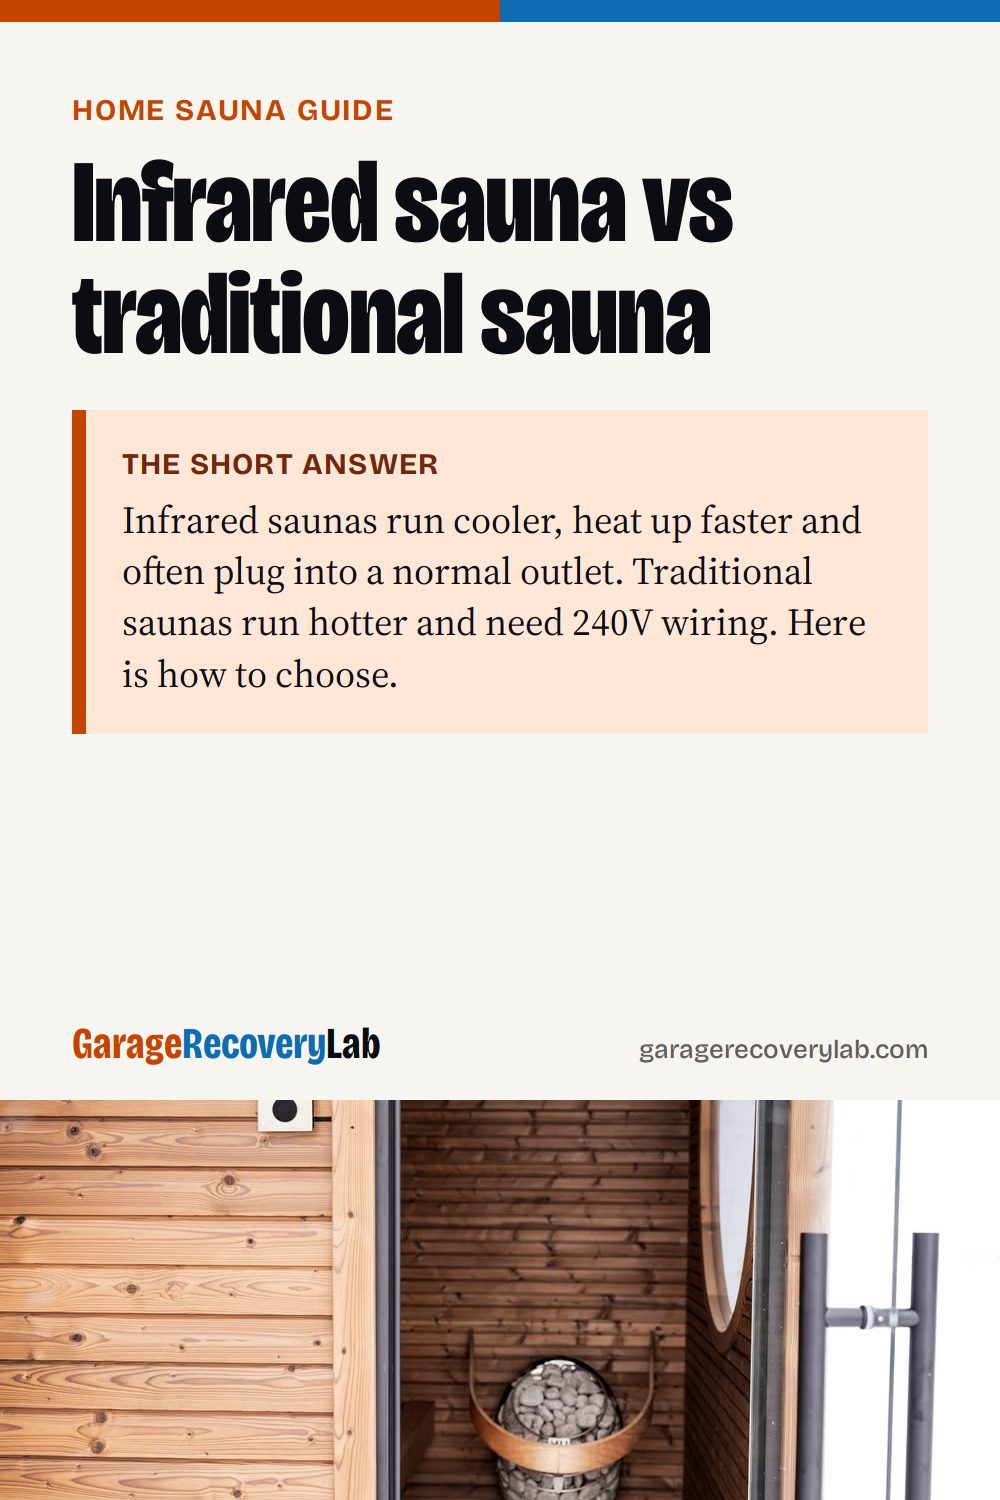 HOME SAUNA GUIDE
Infrared sauna vs
traditional sauna
THE SHORT ANSWER
Infrared saunas run cooler, heat up faster and
often plug into a normal outlet. Traditional
saunas run hotter and need 240V wiring. Here
is how to choose.
GarageRecoveryLab
garagerecoverylab.com